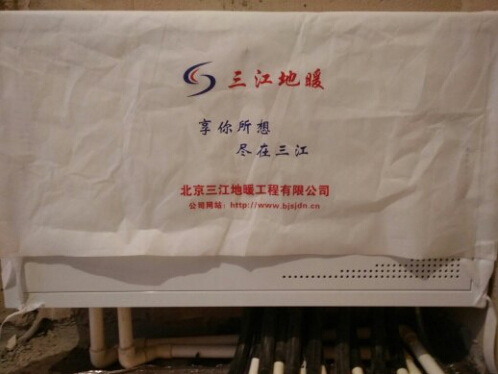 三江地暖
享你所想
尽在三江
北京三江地暖工程有限公司
公司网站：http://www.bjsjdn.cn